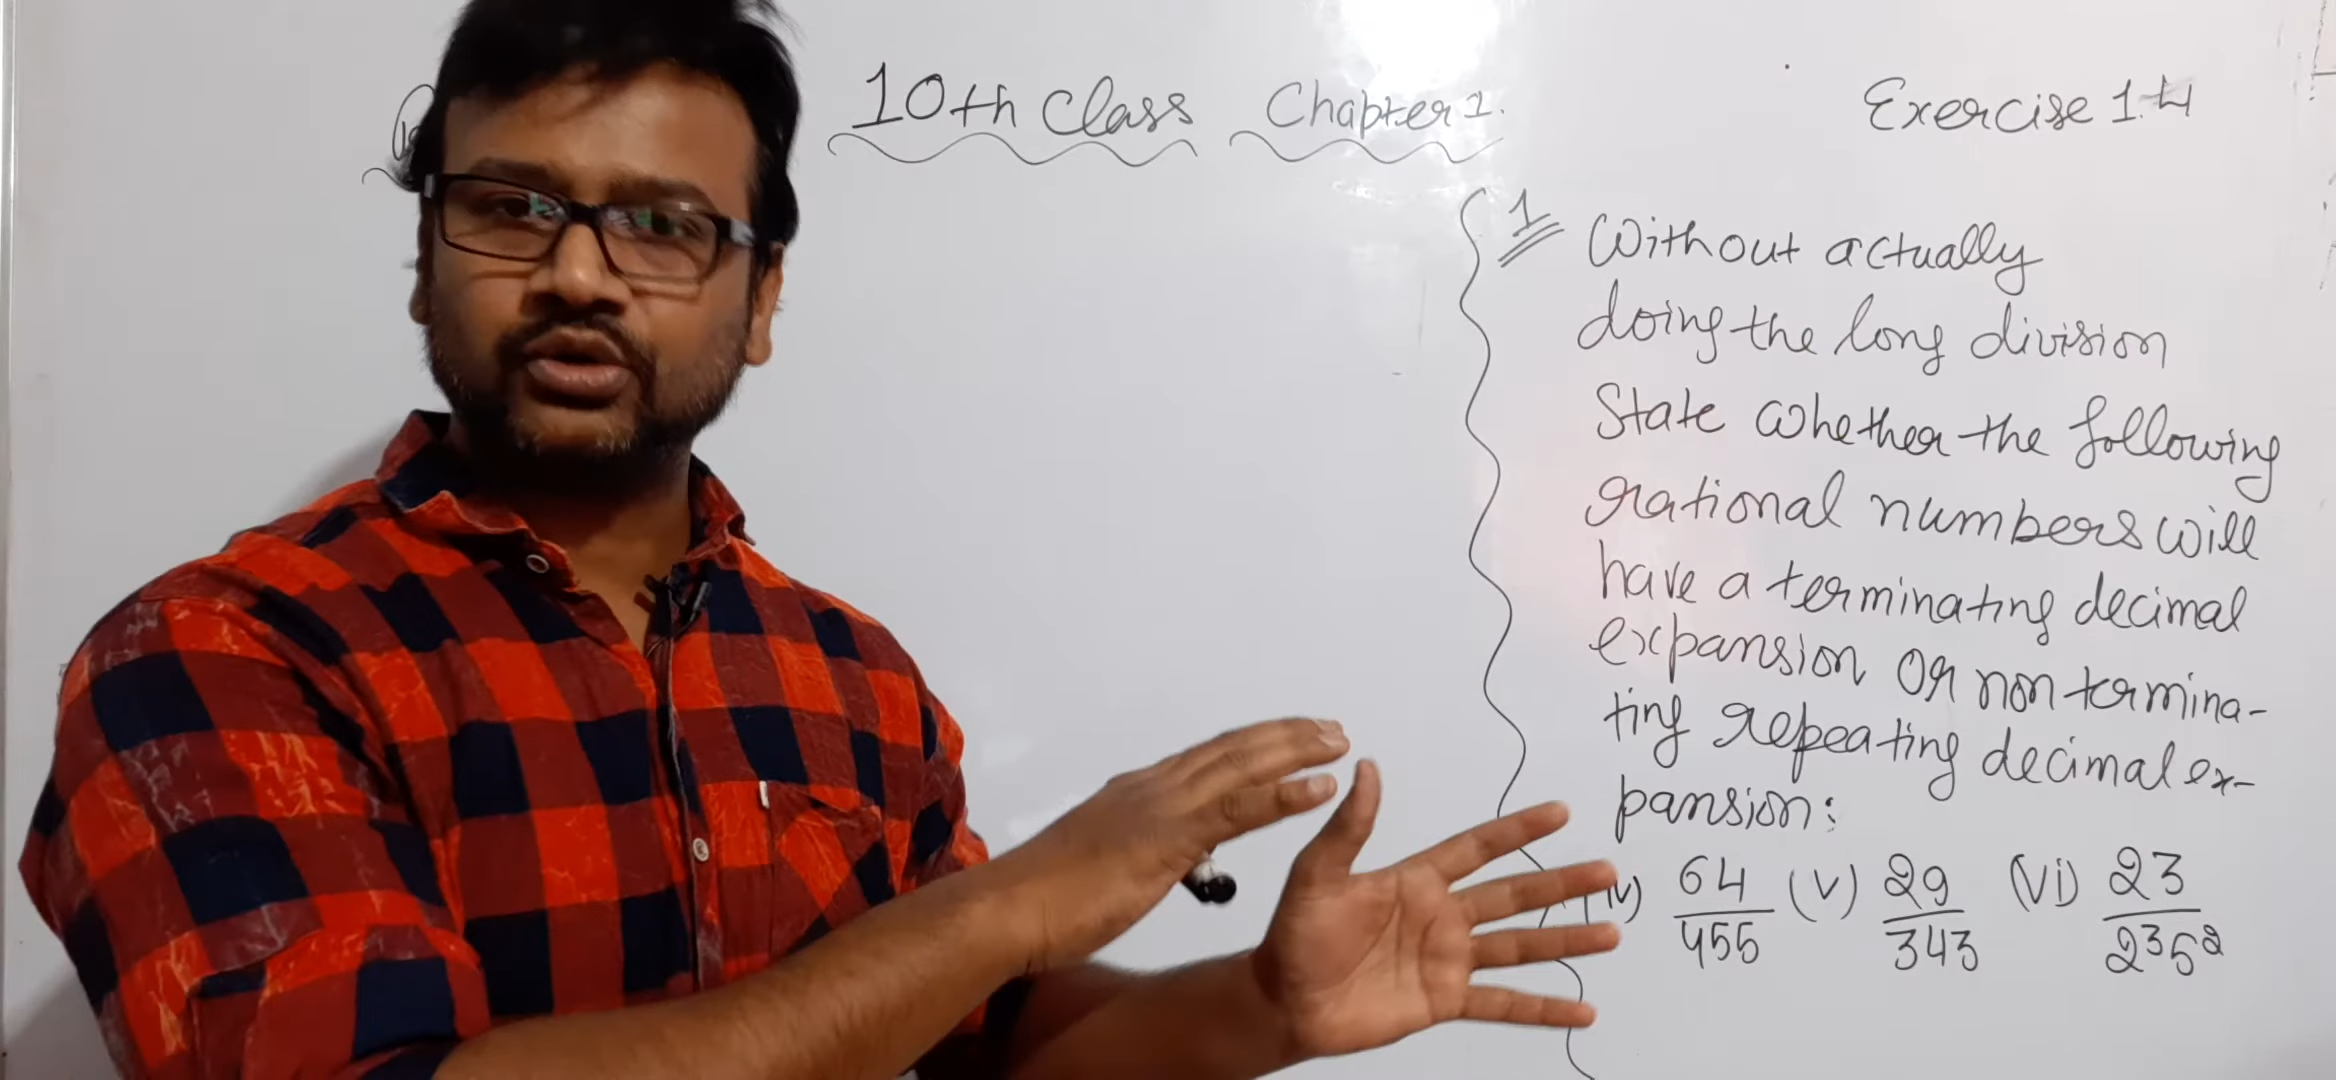 10th Class Chapter 1.
Exercise 1.4
1 Without actually
doing the long division
State whether the following
rational numbers will
have a terminating decimal
expansion or non termina-
ting repeating decimal ex-
pansion:
(iv) 64/455 (v) 29/343 (vi) 23/2³5²